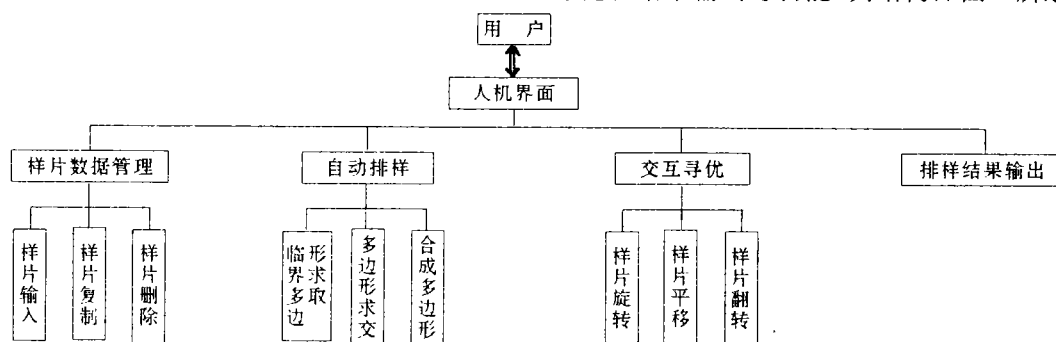 用 户
人机界面
样片数据管理
自动排样
交互寻优
排样结果输出
样片输入
样片复制
样片删除
临界多边
形求取
多边形求交
合成多边形
样片旋转
样片平移
样片翻转